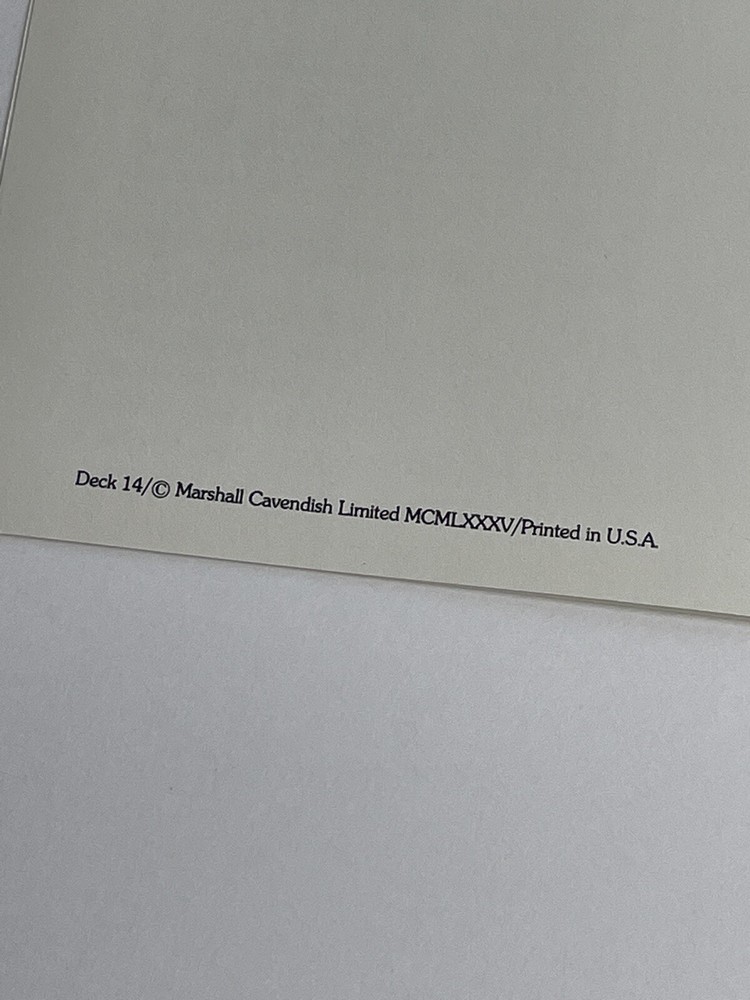 Deck 14/© Marshall Cavendish Limited MCMLXXXV/Printed in U.S.A.